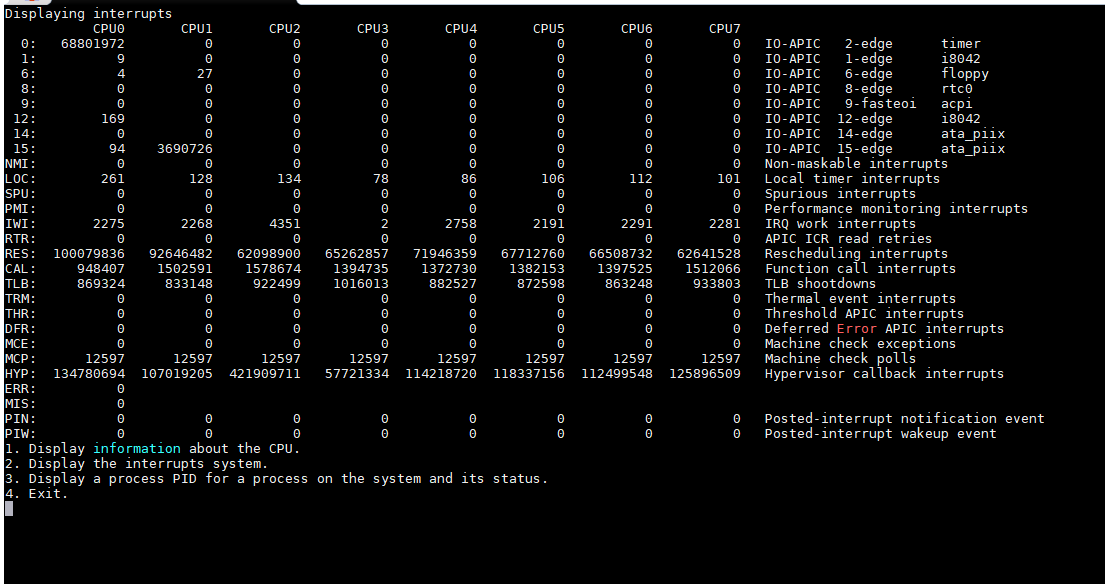 Displaying interrupts
CPU0 CPU1 CPU2 CPU3 CPU4 CPU5 CPU6 CPU7
0: 68801972 0 0 0 0 0 0 0 IO-APIC 2-edge timer
1: 9 0 0 0 0 0 0 0 IO-APIC 1-edge i8042
6: 4 27 0 0 0 0 0 0 IO-APIC 6-edge floppy
8: 0 0 0 0 0 0 0 0 IO-APIC 8-edge rtc0
9: 0 0 0 0 0 0 0 0 IO-APIC 9-fasteoi acpi
12: 169 0 0 0 0 0 0 0 IO-APIC 12-edge i8042
14: 0 0 0 0 0 0 0 0 IO-APIC 14-edge ata_piix
15: 94 3690726 0 0 0 0 0 0 IO-APIC 15-edge ata_piix
NMI: 0 0 0 0 0 0 0 0 Non-maskable interrupts
LOC: 261 128 134 78 86 106 112 101 Local timer interrupts
SPU: 0 0 0 0 0 0 0 0 Spurious interrupts
PMI: 0 0 0 0 0 0 0 0 Performance monitoring interrupts
IWI: 2275 2268 4351 2 2758 2191 2291 2281 IRQ work interrupts
RTR: 0 0 0 0 0 0 0 0 APIC ICR read retries
RES: 100079836 92646482 62098900 65262857 71946359 67712760 66508732 62641528 Rescheduling interrupts
CAL: 948407 1502591 1578674 1394735 1372730 1382153 1397525 1512066 Function call interrupts
TLB: 869324 833148 922499 1016013 882527 872598 863248 933803 TLB shootdowns
TRM: 0 0 0 0 0 0 0 0 Thermal event interrupts
THR: 0 0 0 0 0 0 0 0 Threshold APIC interrupts
DFR: 0 0 0 0 0 0 0 0 Deferred Error APIC interrupts
MCE: 0 0 0 0 0 0 0 0 Machine check exceptions
MCP: 12597 12597 12597 12597 12597 12597 12597 12597 Machine check polls
HYP: 134780694 107019205 421909711 57721334 114218720 118337156 112499548 125896509 Hypervisor callback interrupts
ERR: 0
MIS: 0
PIN: 0 0 0 0 0 0 0 0 Posted-interrupt notification event
PIW: 0 0 0 0 0 0 0 0 Posted-interrupt wakeup event
1. Display information about the CPU.
2. Display the interrupts system.
3. Display a process PID for a process on the system and its status.
4. Exit.